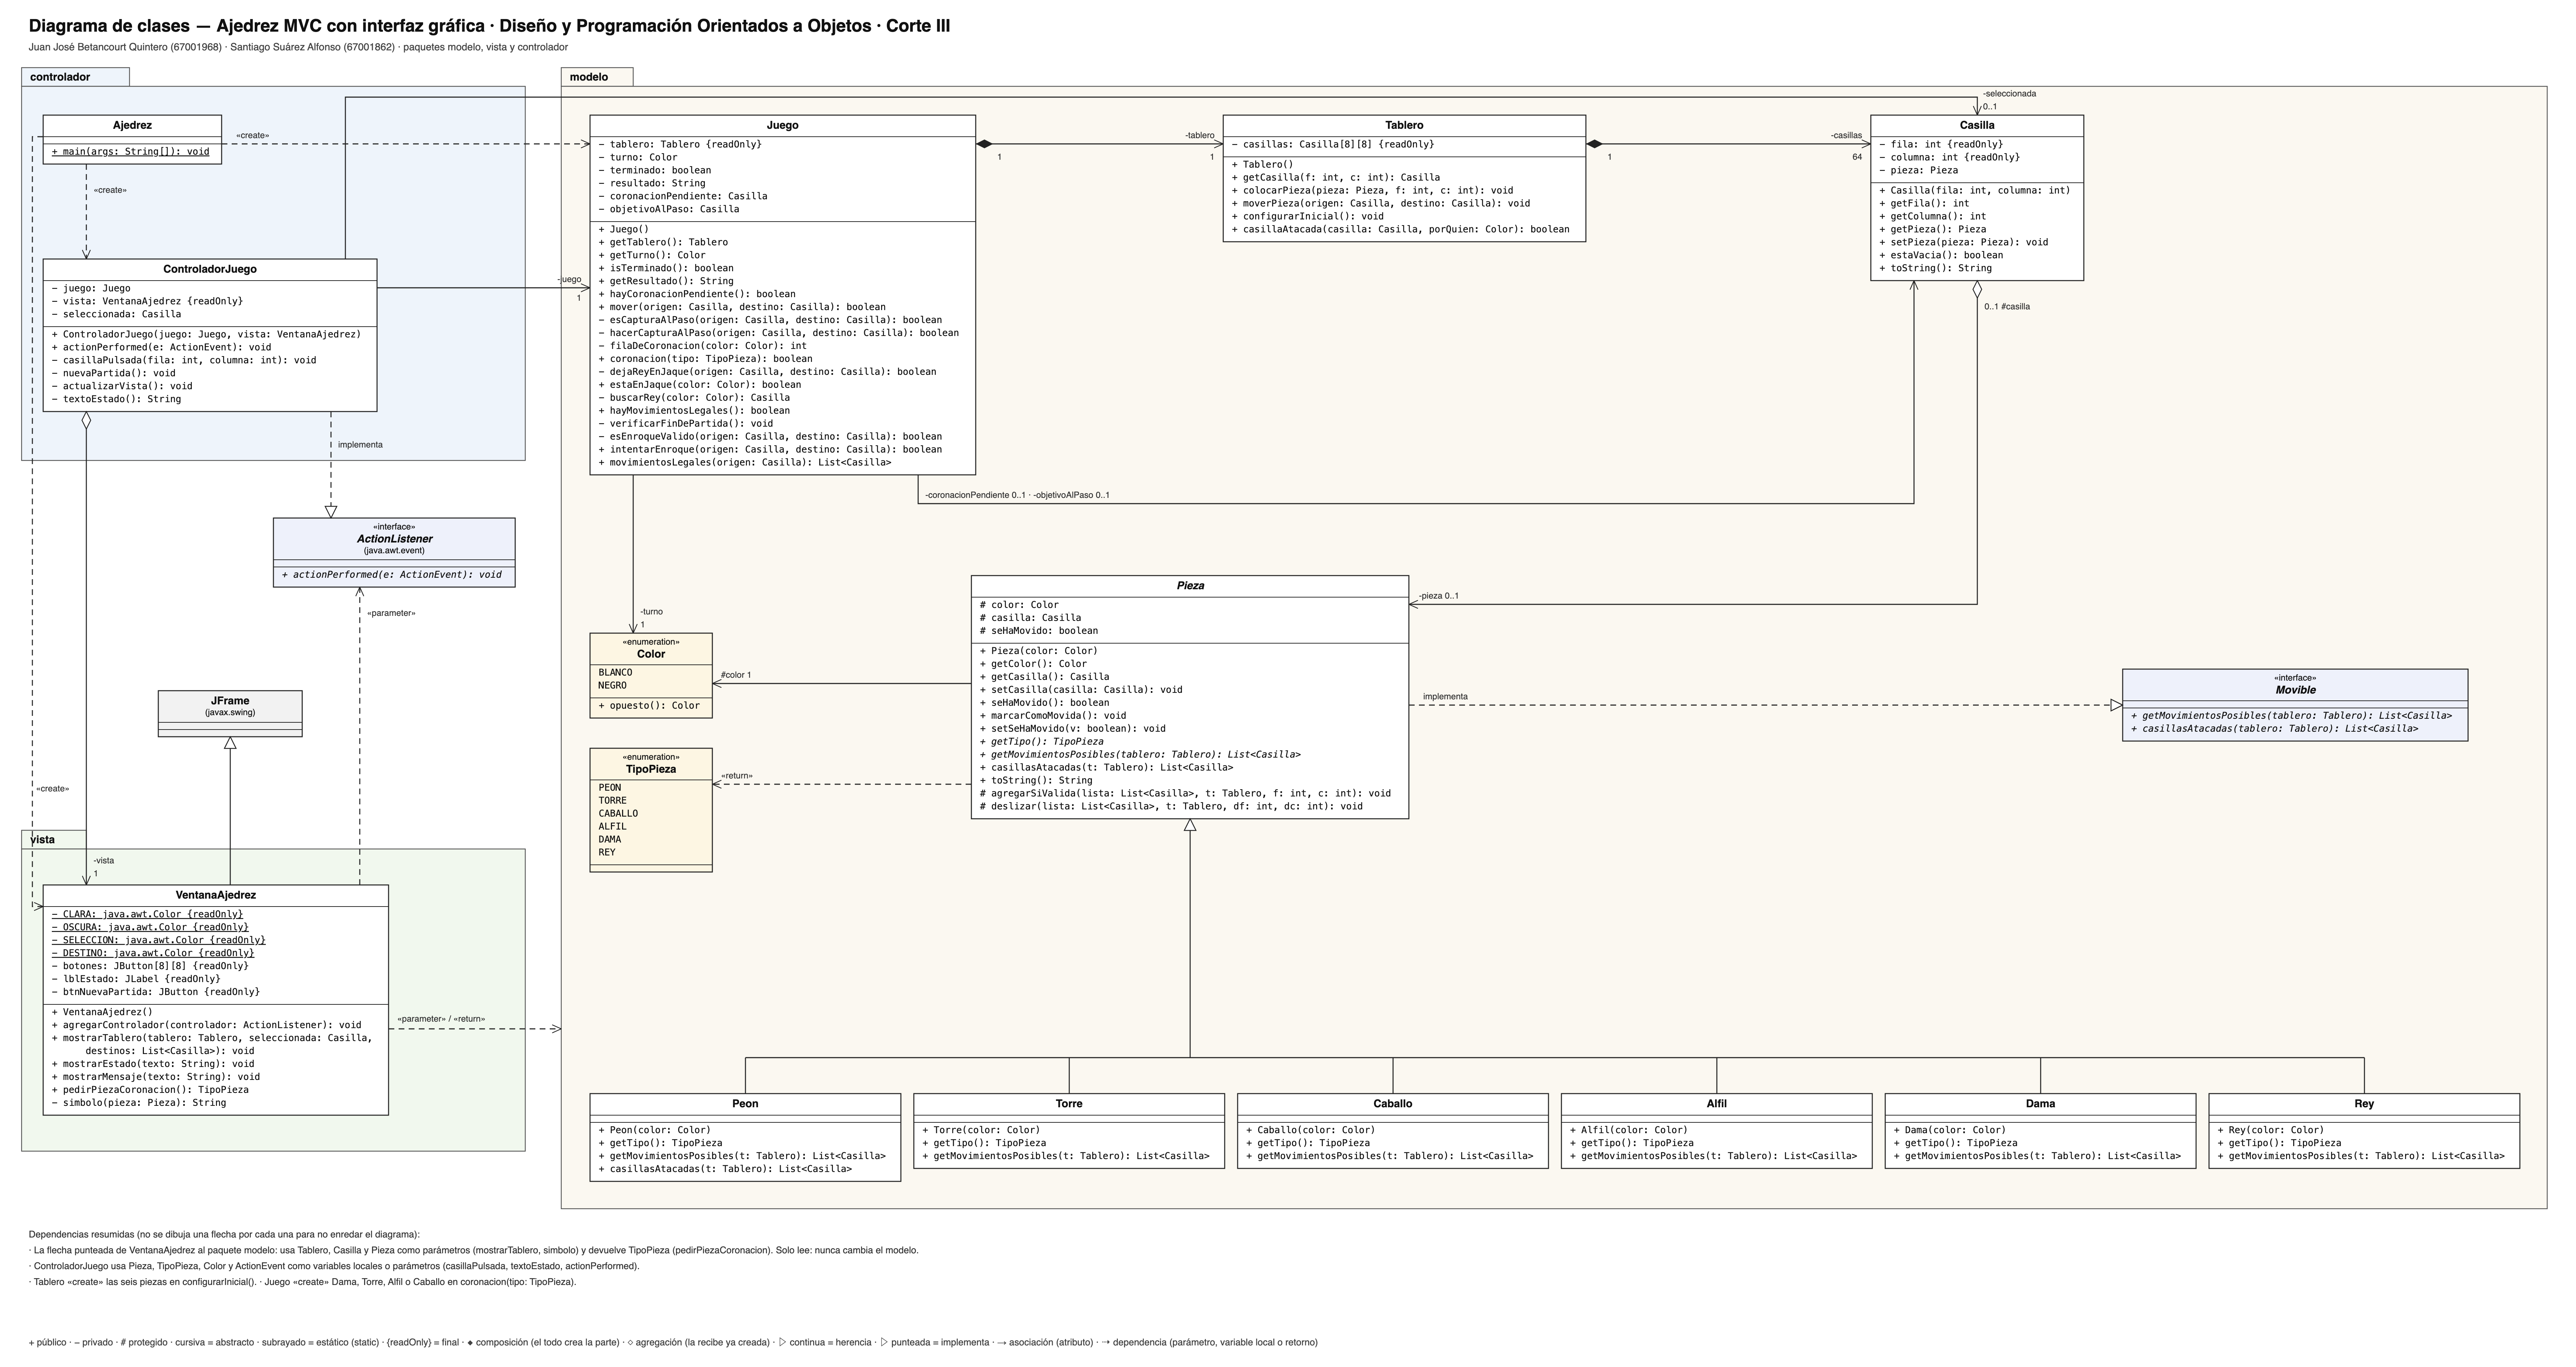 Diagrama de clases — Ajedrez MVC con interfaz gráfica · Diseño y Programación Orientados a Objetos · Corte III
Juan José Betancourt Quintero (67001968) · Santiago Suárez Alfonso (67001862) · paquetes modelo, vista y controlador
controlador
Ajedrez
+ main(args: String[]): void
«create»
«create»
ControladorJuego
− juego: Juego
− vista: VentanaAjedrez {readOnly}
− seleccionada: Casilla
+ ControladorJuego(juego: Juego, vista: VentanaAjedrez)
+ actionPerformed(e: ActionEvent): void
− casillaPulsada(fila: int, columna: int): void
− nuevaPartida(): void
− actualizarVista(): void
− textoEstado(): String
-juego
1
implementa
«interface»
ActionListener
(java.awt.event)
+ actionPerformed(e: ActionEvent): void
«parameter»
JFrame
(javax.swing)
«create»
vista
-vista
1
VentanaAjedrez
− CLARA: java.awt.Color {readOnly}
− OSCURA: java.awt.Color {readOnly}
− SELECCION: java.awt.Color {readOnly}
− DESTINO: java.awt.Color {readOnly}
− botones: JButton[8][8] {readOnly}
− lblEstado: JLabel {readOnly}
− btnNuevaPartida: JButton {readOnly}
+ VentanaAjedrez()
+ agregarControlador(controlador: ActionListener): void
+ mostrarTablero(tablero: Tablero, seleccionada: Casilla,
destinos: List<Casilla>): void
+ mostrarEstado(texto: String): void
+ mostrarMensaje(texto: String): void
+ pedirPiezaCoronacion(): TipoPieza
− simbolo(pieza: Pieza): String
«parameter» / «return»
modelo
Juego
− tablero: Tablero {readOnly}
− turno: Color
− terminado: boolean
− resultado: String
− coronacionPendiente: Casilla
− objetivoAlPaso: Casilla
+ Juego()
+ getTablero(): Tablero
+ getTurno(): Color
+ isTerminado(): boolean
+ getResultado(): String
+ hayCoronacionPendiente(): boolean
+ mover(origen: Casilla, destino: Casilla): boolean
− esCapturaAlPaso(origen: Casilla, destino: Casilla): boolean
− hacerCapturaAlPaso(origen: Casilla, destino: Casilla): boolean
− filaDeCoronacion(color: Color): int
+ coronacion(tipo: TipoPieza): boolean
− dejaReyEnJaque(origen: Casilla, destino: Casilla): boolean
+ estaEnJaque(color: Color): boolean
− buscarRey(color: Color): Casilla
+ hayMovimientosLegales(): boolean
− verificarFinDePartida(): void
− esEnroqueValido(origen: Casilla, destino: Casilla): boolean
+ intentarEnroque(origen: Casilla, destino: Casilla): boolean
+ movimientosLegales(origen: Casilla): List<Casilla>
1
-tablero
1
Tablero
− casillas: Casilla[8][8] {readOnly}
+ Tablero()
+ getCasilla(f: int, c: int): Casilla
+ colocarPieza(pieza: Pieza, f: int, c: int): void
+ moverPieza(origen: Casilla, destino: Casilla): void
+ configurarInicial(): void
+ casillaAtacada(casilla: Casilla, porQuien: Color): boolean
1
-casillas
64
-seleccionada
0..1
Casilla
− fila: int {readOnly}
− columna: int {readOnly}
− pieza: Pieza
+ Casilla(fila: int, columna: int)
+ getFila(): int
+ getColumna(): int
+ getPieza(): Pieza
+ setPieza(pieza: Pieza): void
+ estaVacia(): boolean
+ toString(): String
0..1 #casilla
-coronacionPendiente 0..1 · -objetivoAlPaso 0..1
-turno
1
«enumeration»
Color
BLANCO
NEGRO
+ opuesto(): Color
#color 1
«enumeration»
TipoPieza
PEON
TORRE
CABALLO
ALFIL
DAMA
REY
«return»
Pieza
# color: Color
# casilla: Casilla
# seHaMovido: boolean
+ Pieza(color: Color)
+ getColor(): Color
+ getCasilla(): Casilla
+ setCasilla(casilla: Casilla): void
+ seHaMovido(): boolean
+ marcarComoMovida(): void
+ setSeHaMovido(v: boolean): void
+ getTipo(): TipoPieza
+ getMovimientosPosibles(tablero: Tablero): List<Casilla>
+ casillasAtacadas(t: Tablero): List<Casilla>
+ toString(): String
# agregarSiValida(lista: List<Casilla>, t: Tablero, f: int, c: int): void
# deslizar(lista: List<Casilla>, t: Tablero, df: int, dc: int): void
-pieza 0..1
implementa
«interface»
Movible
+ getMovimientosPosibles(tablero: Tablero): List<Casilla>
+ casillasAtacadas(tablero: Tablero): List<Casilla>
Peon
+ Peon(color: Color)
+ getTipo(): TipoPieza
+ getMovimientosPosibles(t: Tablero): List<Casilla>
+ casillasAtacadas(t: Tablero): List<Casilla>
Torre
+ Torre(color: Color)
+ getTipo(): TipoPieza
+ getMovimientosPosibles(t: Tablero): List<Casilla>
Caballo
+ Caballo(color: Color)
+ getTipo(): TipoPieza
+ getMovimientosPosibles(t: Tablero): List<Casilla>
Alfil
+ Alfil(color: Color)
+ getTipo(): TipoPieza
+ getMovimientosPosibles(t: Tablero): List<Casilla>
Dama
+ Dama(color: Color)
+ getTipo(): TipoPieza
+ getMovimientosPosibles(t: Tablero): List<Casilla>
Rey
+ Rey(color: Color)
+ getTipo(): TipoPieza
+ getMovimientosPosibles(t: Tablero): List<Casilla>
Dependencias resumidas (no se dibuja una flecha por cada una para no enredar el diagrama):
· La flecha punteada de VentanaAjedrez al paquete modelo: usa Tablero, Casilla y Pieza como parámetros (mostrarTablero, simbolo) y devuelve TipoPieza (pedirPiezaCoronacion). Solo lee: nunca cambia el modelo.
· ControladorJuego usa Pieza, TipoPieza, Color y ActionEvent como variables locales o parámetros (casillaPulsada, textoEstado, actionPerformed).
· Tablero «create» las seis piezas en configurarInicial(). · Juego «create» Dama, Torre, Alfil o Caballo en coronacion(tipo: TipoPieza).
+ público · − privado · # protegido · cursiva = abstracto · subrayado = estático (static) · {readOnly} = final · ◆ composición (el todo crea la parte) · ◇ agregación (la recibe ya creada) · ▷ continua = herencia · ▷ punteada = implementa · → asociación (atributo) · ⇢ dependencia (parámetro, variable local o retorno)